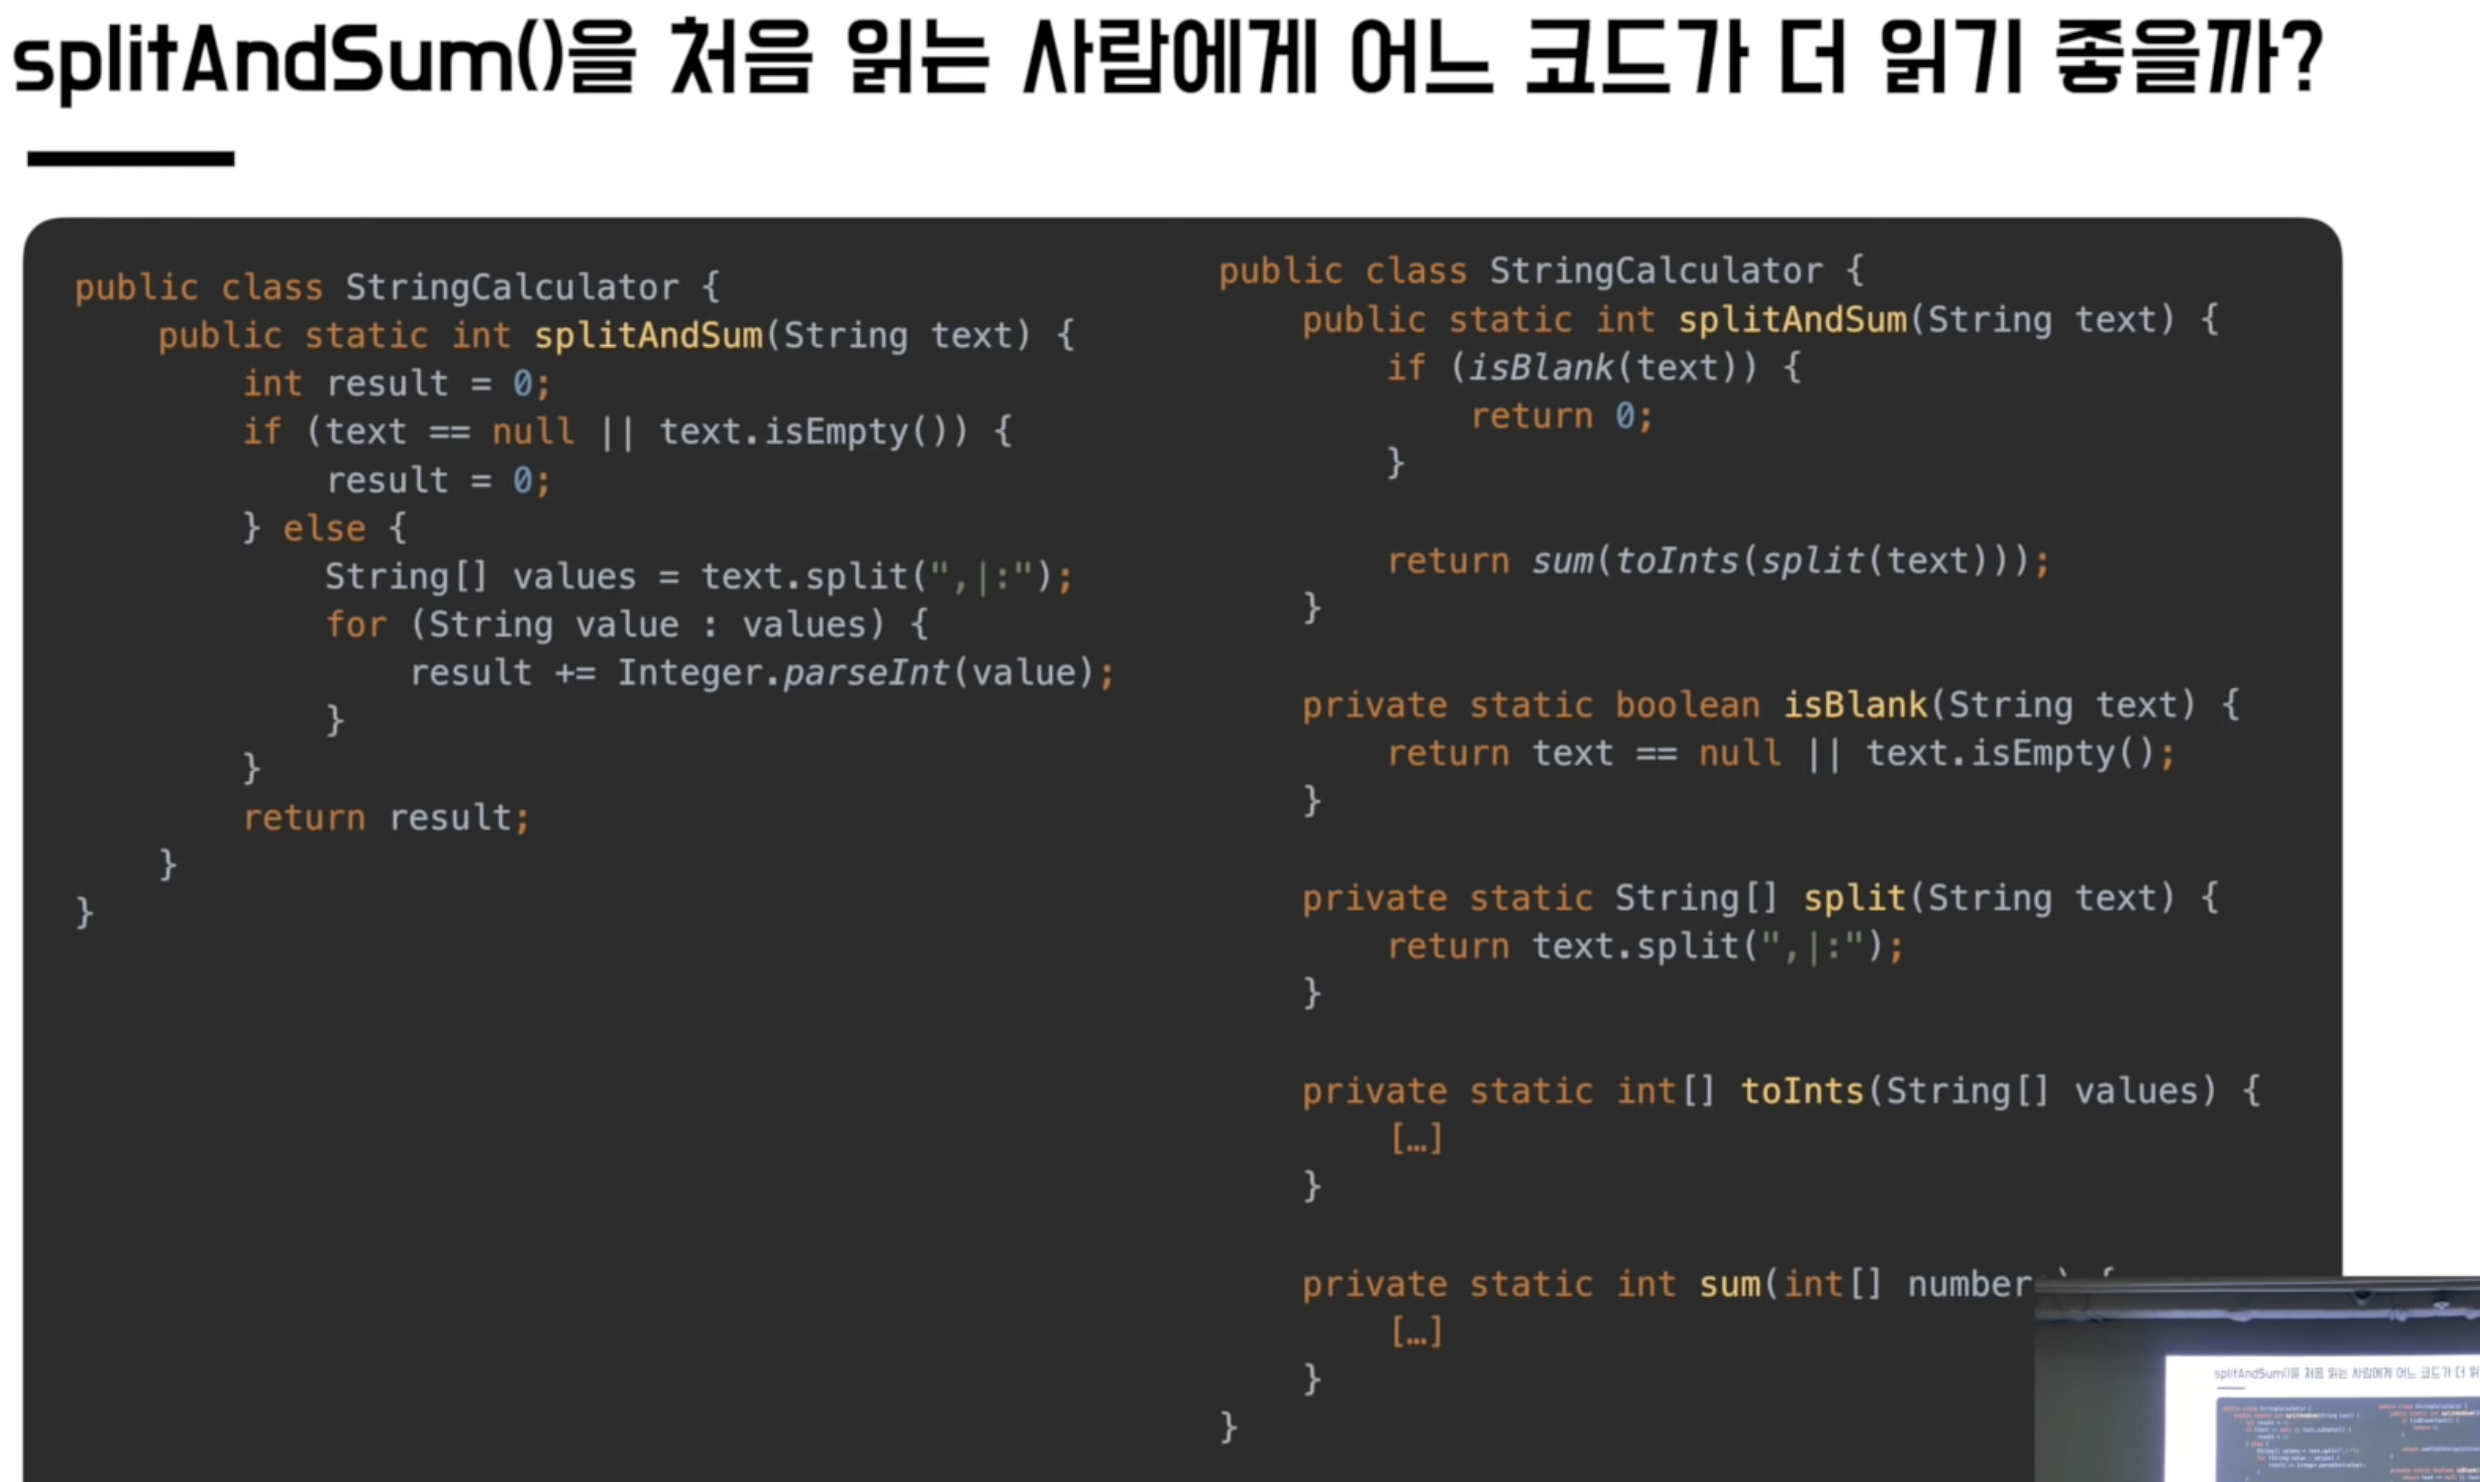 splitAndSum()을 처음 읽는 사람에게 어느 코드가 더 읽기 좋을까?
public class StringCalculator {
public static int splitAndSum(String text) {
int result = 0;
if (text == null || text.isEmpty()) {
result = 0;
} else {
String[] values = text.split(",|:");
for (String value : values) {
result += Integer.parseInt(value);
}
}
return result;
}
}
public class StringCalculator {
public static int splitAndSum(String text) {
if (isBlank(text)) {
return 0;
}
return sum(toInts(split(text)));
}
private static boolean isBlank(String text) {
return text == null || text.isEmpty();
}
private static String[] split(String text) {
return text.split(",|:");
}
private static int[] toInts(String[] values) {
[…]
}
private static int sum(int[] number
[…]
}
}
splitAndSum()을 처음 읽는 사람에게 어느 코드가 더